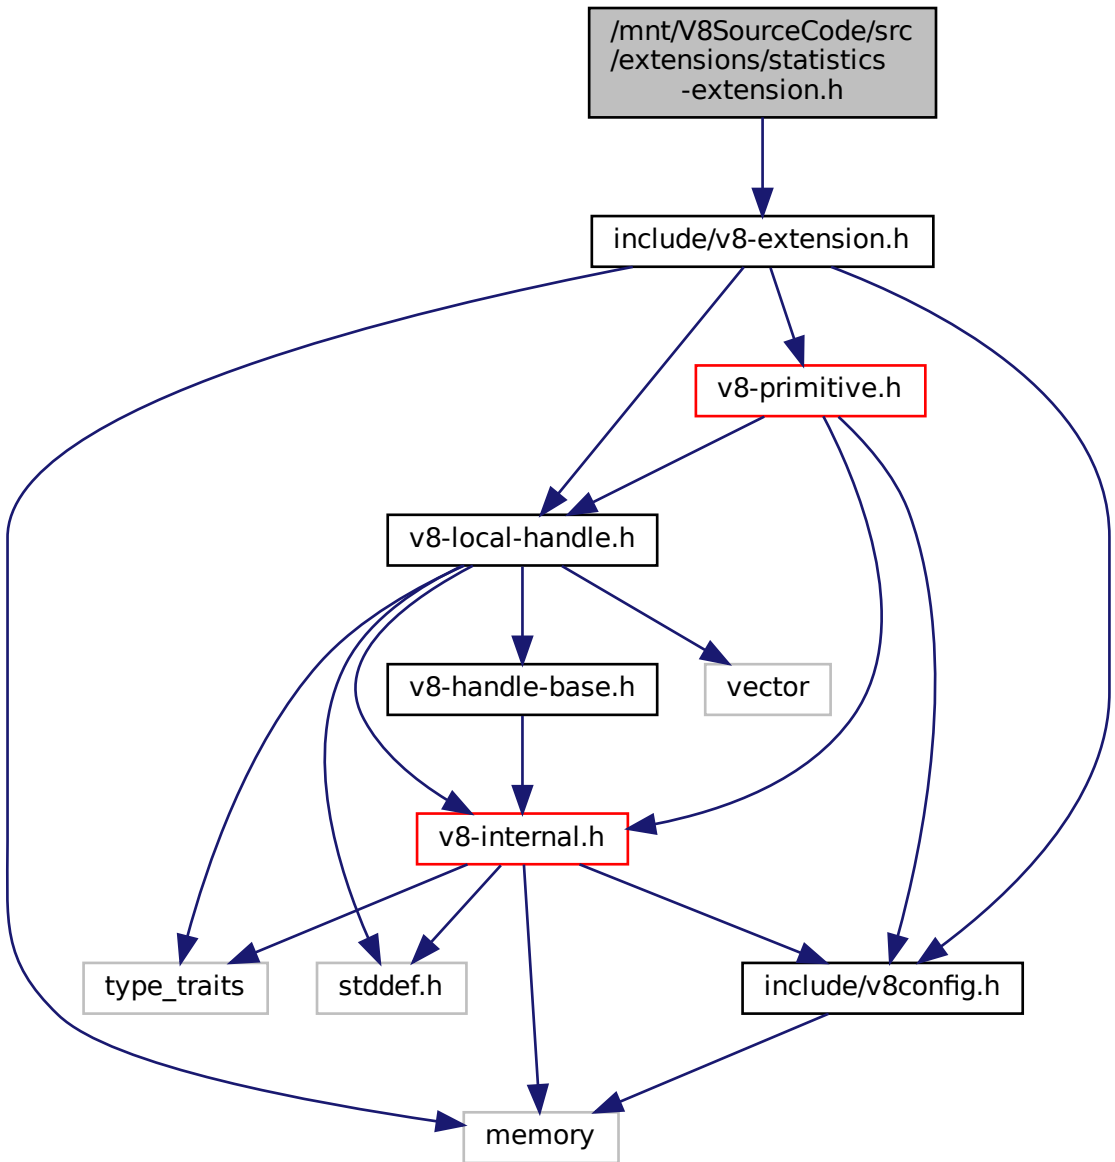 /mnt/V8SourceCode/src
/extensions/statistics
-extension.h
include/v8-extension.h
v8-primitive.h
v8-local-handle.h
v8-handle-base.h
vector
v8-internal.h
type_traits
stddef.h
include/v8config.h
memory